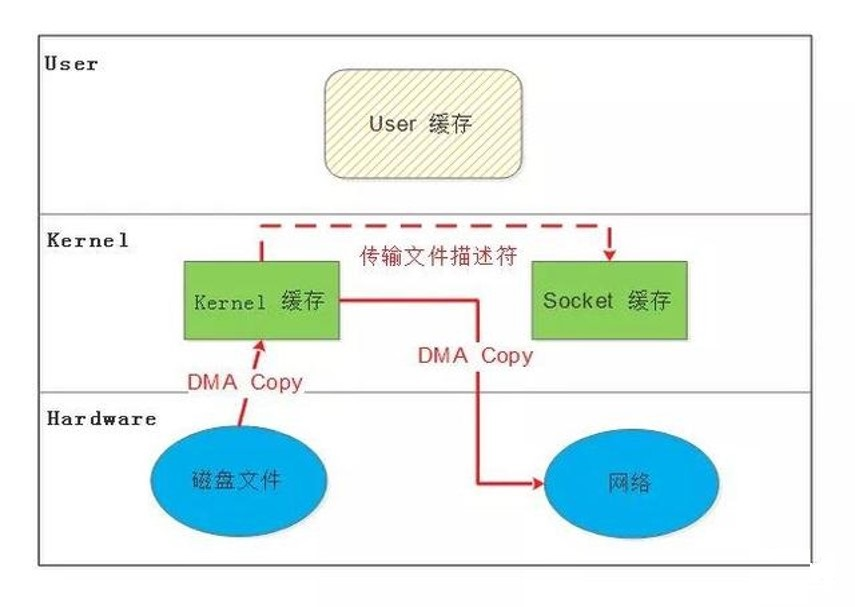 User
User 缓存
Kernel
传输文件描述符
Kernel 缓存
Socket 缓存
DMA Copy
DMA Copy
Hardware
磁盘文件
网络